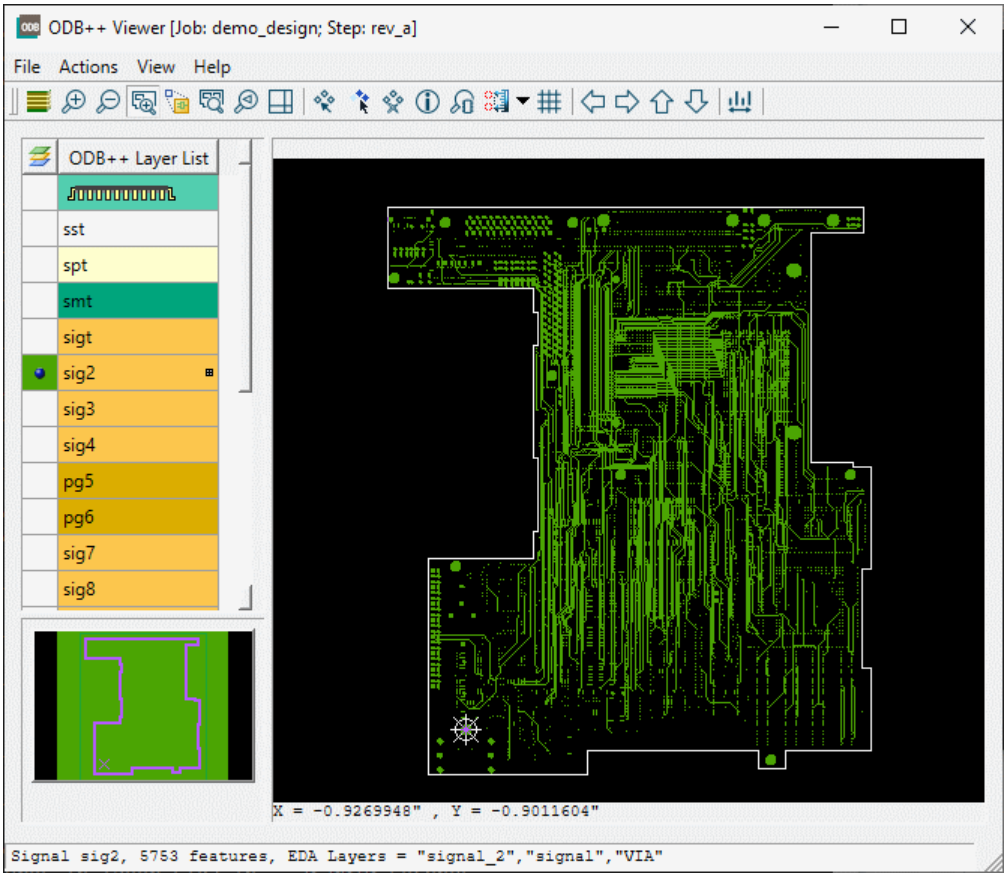 ODB++ Viewer [Job: demo_design; Step: rev_a]
File Actions View Help
ODB++ Layer List
sst
spt
smt
sigt
sig2
sig3
sig4
pg5
pg6
sig7
sig8
X = -0.9269948" , Y = -0.9011604"
Signal sig2, 5753 features, EDA Layers = "signal_2","signal","VIA"